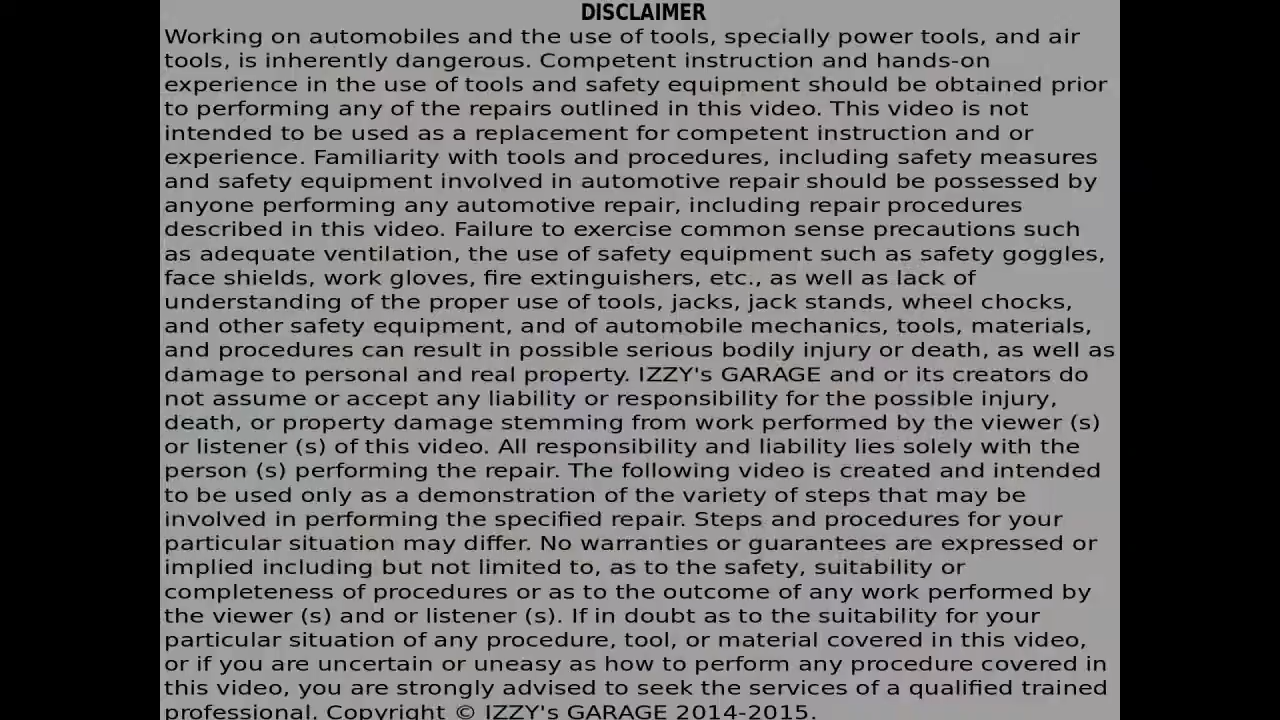 DISCLAIMER
Working on automobiles and the use of tools, specially power tools, and air
tools, is inherently dangerous. Competent instruction and hands-on
experience in the use of tools and safety equipment should be obtained prior
to performing any of the repairs outlined in this video. This video is not
intended to be used as a replacement for competent instruction and or
experience. Familiarity with tools and procedures, including safety measures
and safety equipment involved in automotive repair should be possessed by
anyone performing any automotive repair, including repair procedures
described in this video. Failure to exercise common sense precautions such
as adequate ventilation, the use of safety equipment such as safety goggles,
face shields, work gloves, fire extinguishers, etc., as well as lack of
understanding of the proper use of tools, jacks, jack stands, wheel chocks,
and other safety equipment, and of automobile mechanics, tools, materials,
and procedures can result in possible serious bodily injury or death, as well as
damage to personal and real property. IZZY's GARAGE and or its creators do
not assume or accept any liability or responsibility for the possible injury,
death, or property damage stemming from work performed by the viewer (s)
or listener (s) of this video. All responsibility and liability lies solely with the
person (s) performing the repair. The following video is created and intended
to be used only as a demonstration of the variety of steps that may be
involved in performing the specified repair. Steps and procedures for your
particular situation may differ. No warranties or guarantees are expressed or
implied including but not limited to, as to the safety, suitability or
completeness of procedures or as to the outcome of any work performed by
the viewer (s) and or listener (s). If in doubt as to the suitability for your
particular situation of any procedure, tool, or material covered in this video,
or if you are uncertain or uneasy as how to perform any procedure covered in
this video, you are strongly advised to seek the services of a qualified trained
professional. Copyright © IZZY's GARAGE 2014-2015.